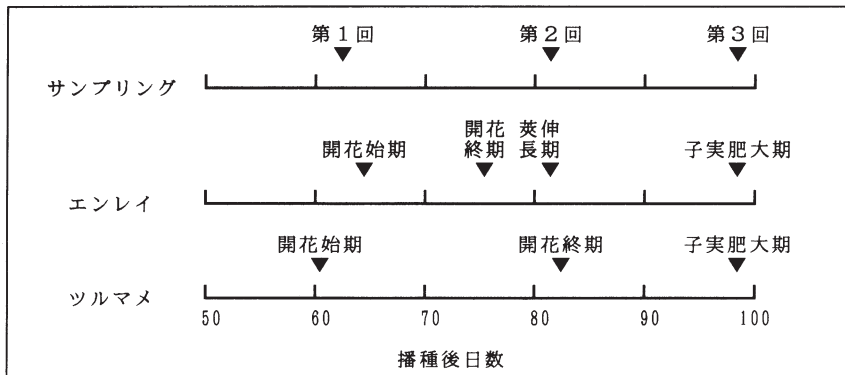 第1回 第2回 第3回
サンプリング
開花 莢伸
開花始期 終期 長期 子実肥大期
エンレイ
開花始期 開花終期 子実肥大期
ツルマメ
50 60 70 80 90 100
播種後日数